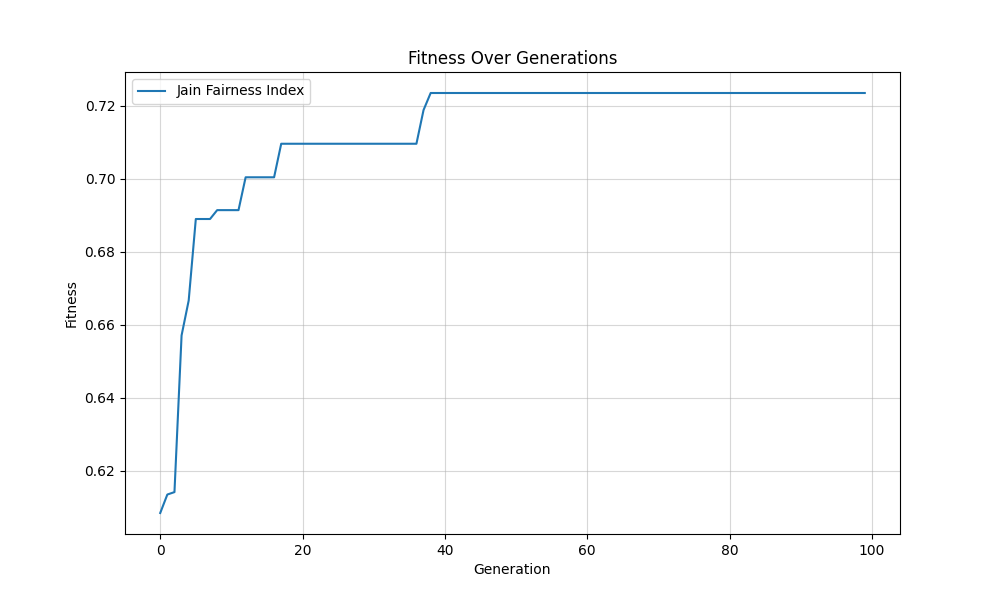 Fitness Over Generations
Jain Fairness Index
0.72
0.70
0.68
0.66
0.64
0.62
Fitness
0 20 40 60 80 100
Generation